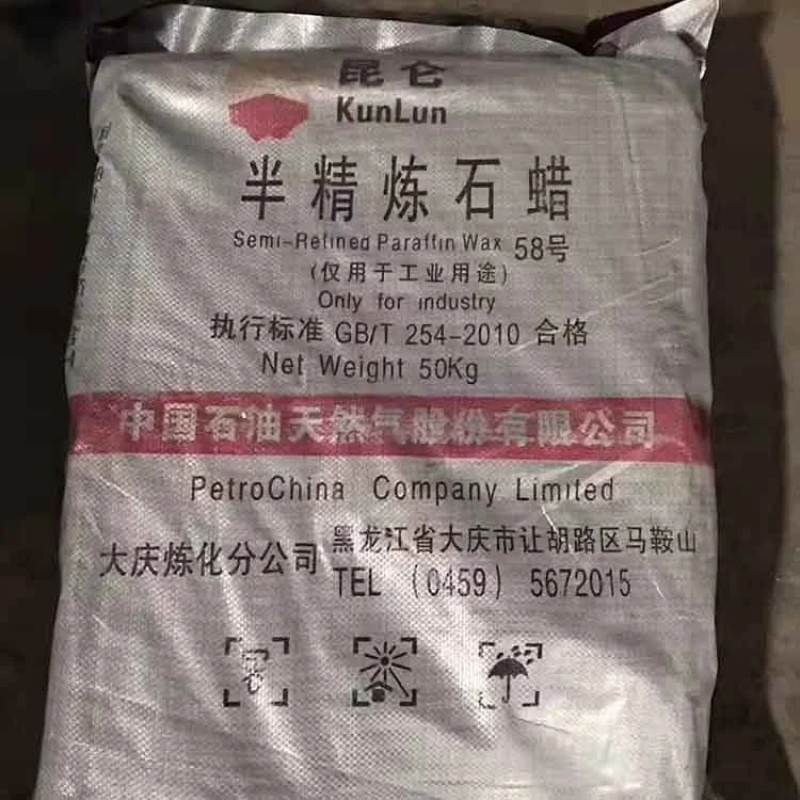 昆仑
KunLun
半精炼石蜡
Semi-Refined Paraffin Wax 58号
(仅用于工业用途)
Only for industry
执行标准 GB/T 254-2010 合格
Net Weight 50Kg
中国石油天然气股份有限公司
PetroChina Company Limited
大庆炼化分公司
黑龙江省大庆市让胡路区马鞍山
TEL (0459) 5672015